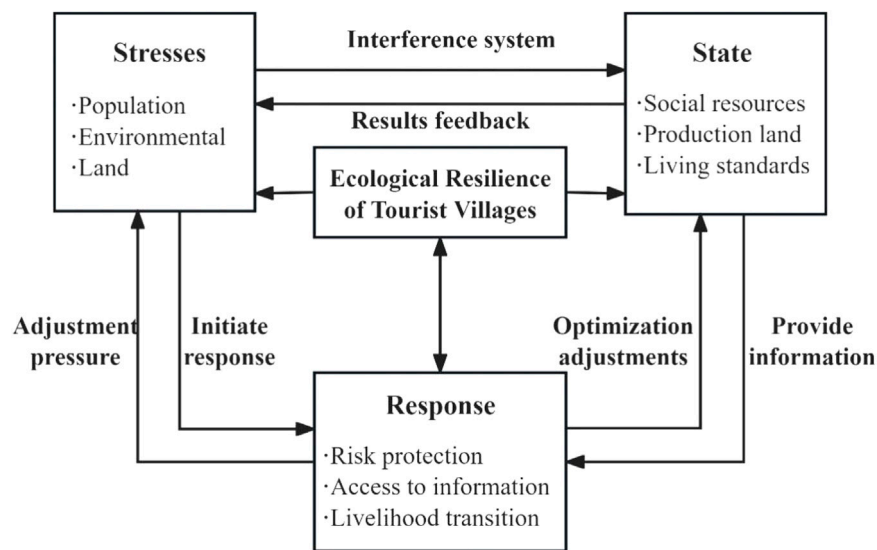 Stresses
·Population
·Environmental
·Land
Interference system
Results feedback
State
·Social resources
·Production land
·Living standards
Ecological Resilience
of Tourist Villages
Adjustment
pressure
Initiate
response
Optimization
adjustments
Provide
information
Response
·Risk protection
·Access to information
·Livelihood transition